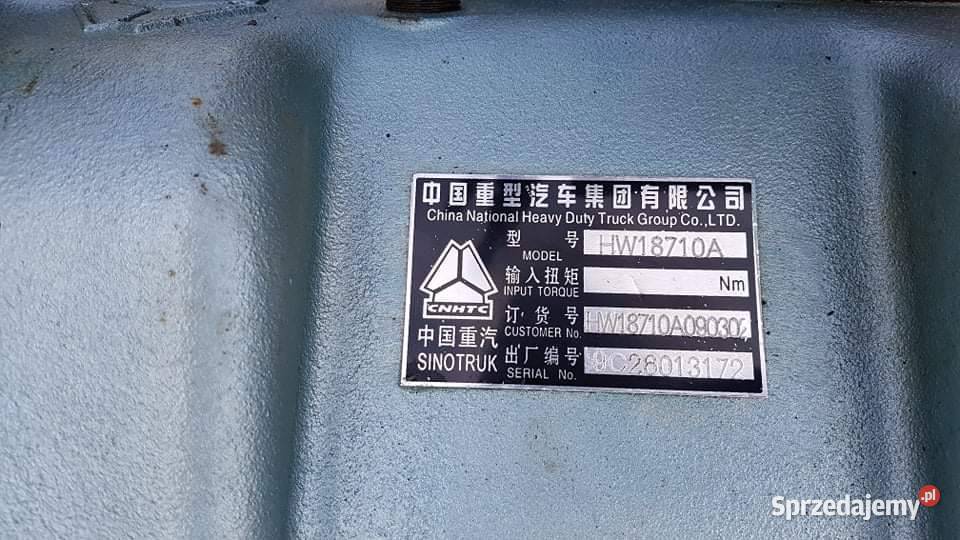 中国重型汽车集团有限公司
China National Heavy Duty Truck Group Co.,LTD.
型 号
MODEL
HW18710A
输入扭矩
INPUT TORQUE
Nm
CNHTC
订 货 号
CUSTOMER No.
HW18710A090302
中国重汽
SINOTRUK
出厂编号
SERIAL No.
9C28013172
Sprzedajemy.pl